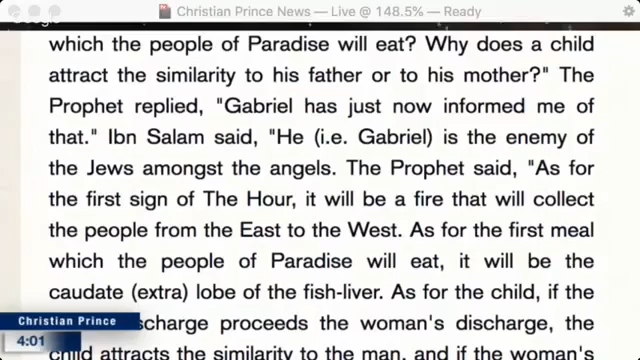 Christian Prince News — Live @ 148.5% — Ready
which the people of Paradise will eat? Why does a child
attract the similarity to his father or to his mother?" The
Prophet replied, "Gabriel has just now informed me of
that." Ibn Salam said, "He (i.e. Gabriel) is the enemy of
the Jews amongst the angels. The Prophet said, "As for
the first sign of The Hour, it will be a fire that will collect
the people from the East to the West. As for the first meal
which the people of Paradise will eat, it will be the
caudate (extra) lobe of the fish-liver. As for the child, if the
scharge proceeds the woman's discharge, the
child attracts the similarity to the man, and if the woman's
Christian Prince
4:01